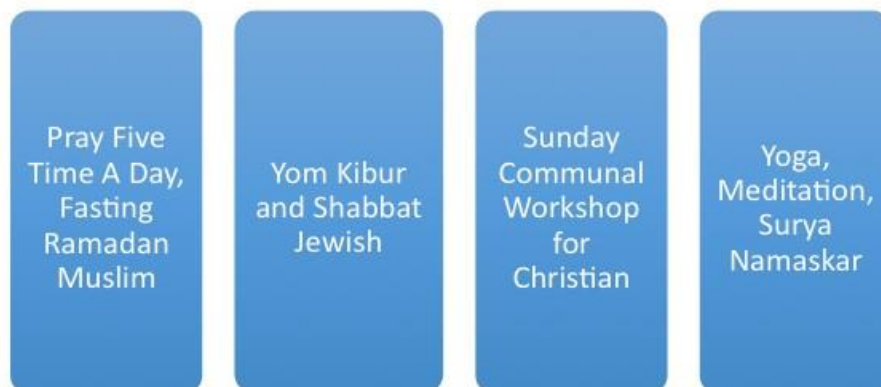 Pray Five
Time A Day,
Fasting
Ramadan
Muslim
Yom Kibur
and Shabbat
Jewish
Sunday
Communal
Workshop
for
Christian
Yoga,
Meditation,
Surya
Namaskar